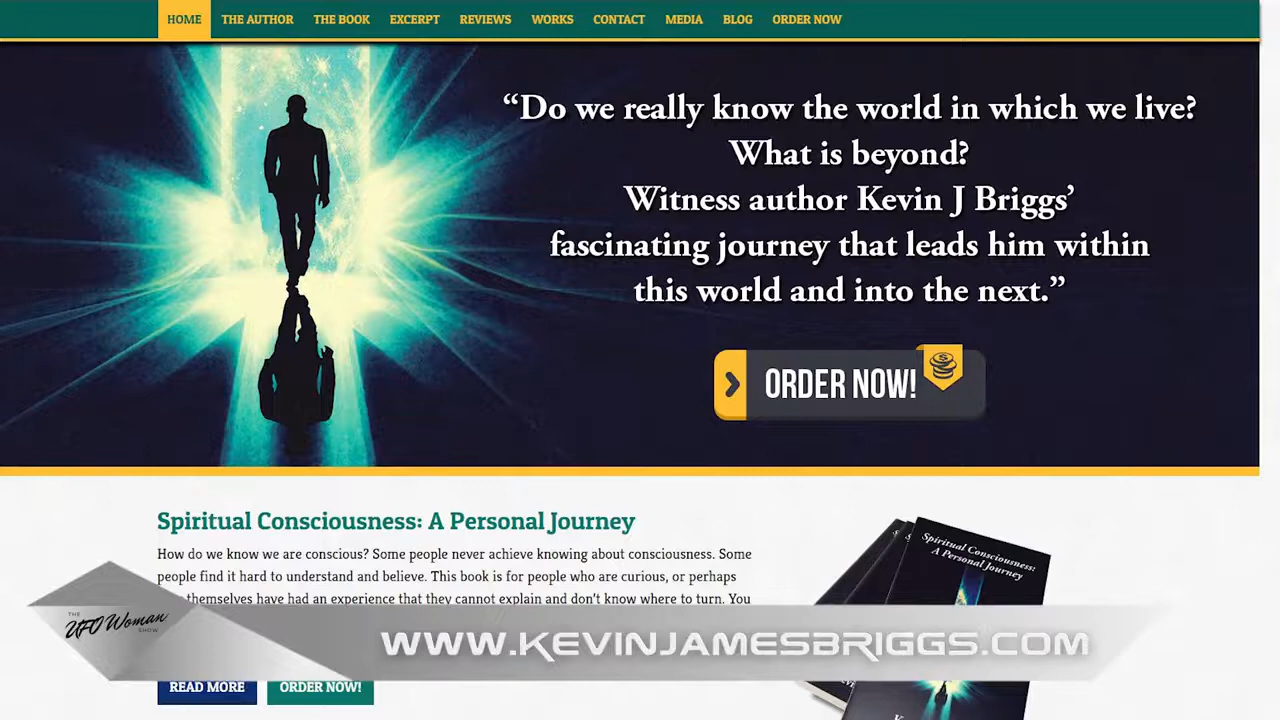 HOME THE AUTHOR THE BOOK EXCERPT REVIEWS WORKS CONTACT MEDIA BLOG ORDER NOW
“Do we really know the world in which we live?
What is beyond?
Witness author Kevin J Briggs’
fascinating journey that leads him within
this world and into the next.”
ORDER NOW!
Spiritual Consciousness: A Personal Journey
How do we know we are conscious? Some people never achieve knowing about consciousness. Some
people find it hard to understand and believe. This book is for people who are curious, or perhaps
themselves have had an experience that they cannot explain and don't know where to turn. You
Spiritual Consciousness:
A Personal Journey
THE
UFO Woman
SHOW
WWW.KEVINJAMESBRIGGS.COM
READ MORE
ORDER NOW!